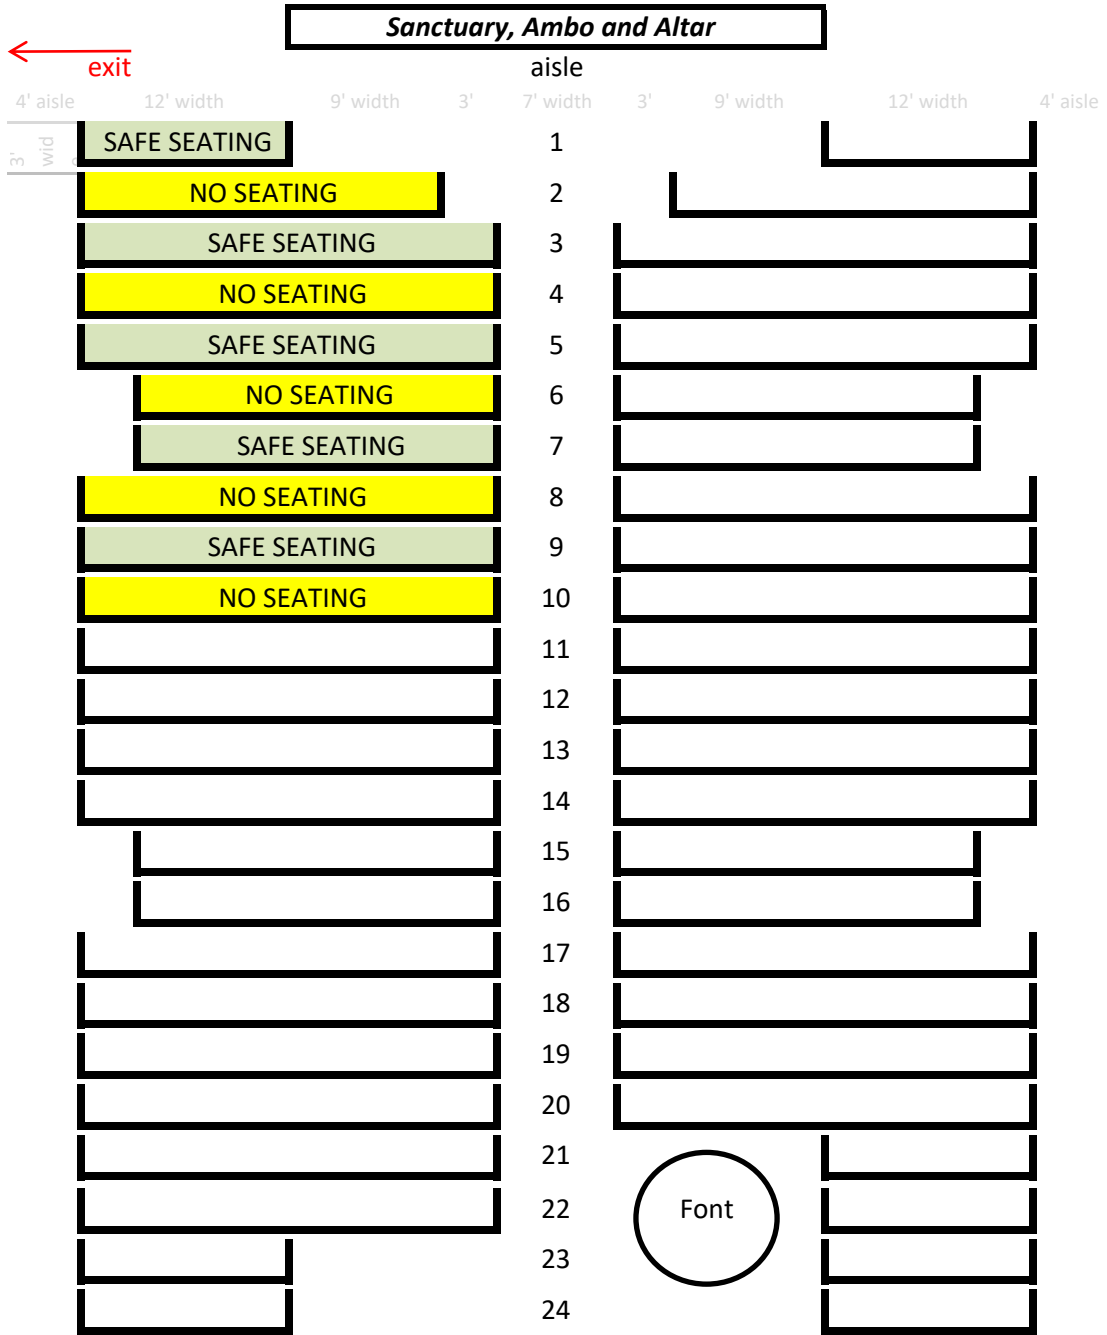 Sanctuary, Ambo and Altar
exit
aisle
4' aisle 12' width 9' width 3' 7' width 3' 9' width 12' width 4' aisle
3' wid
SAFE SEATING 1
NO SEATING 2
SAFE SEATING 3
NO SEATING 4
SAFE SEATING 5
NO SEATING 6
SAFE SEATING 7
NO SEATING 8
SAFE SEATING 9
NO SEATING 10
11
12
13
14
15
16
17
18
19
20
21
22 Font
23
24